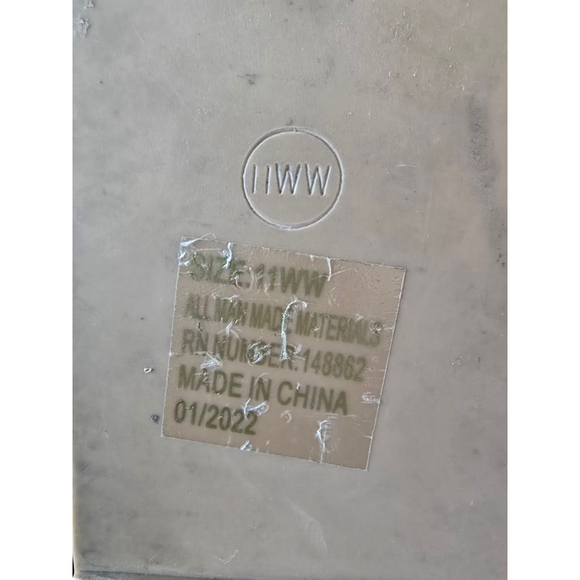 11WW
SIZE: 11WW
ALL MAN MADE MATERIALS
RN NUMBER: 148862
MADE IN CHINA
01/2022